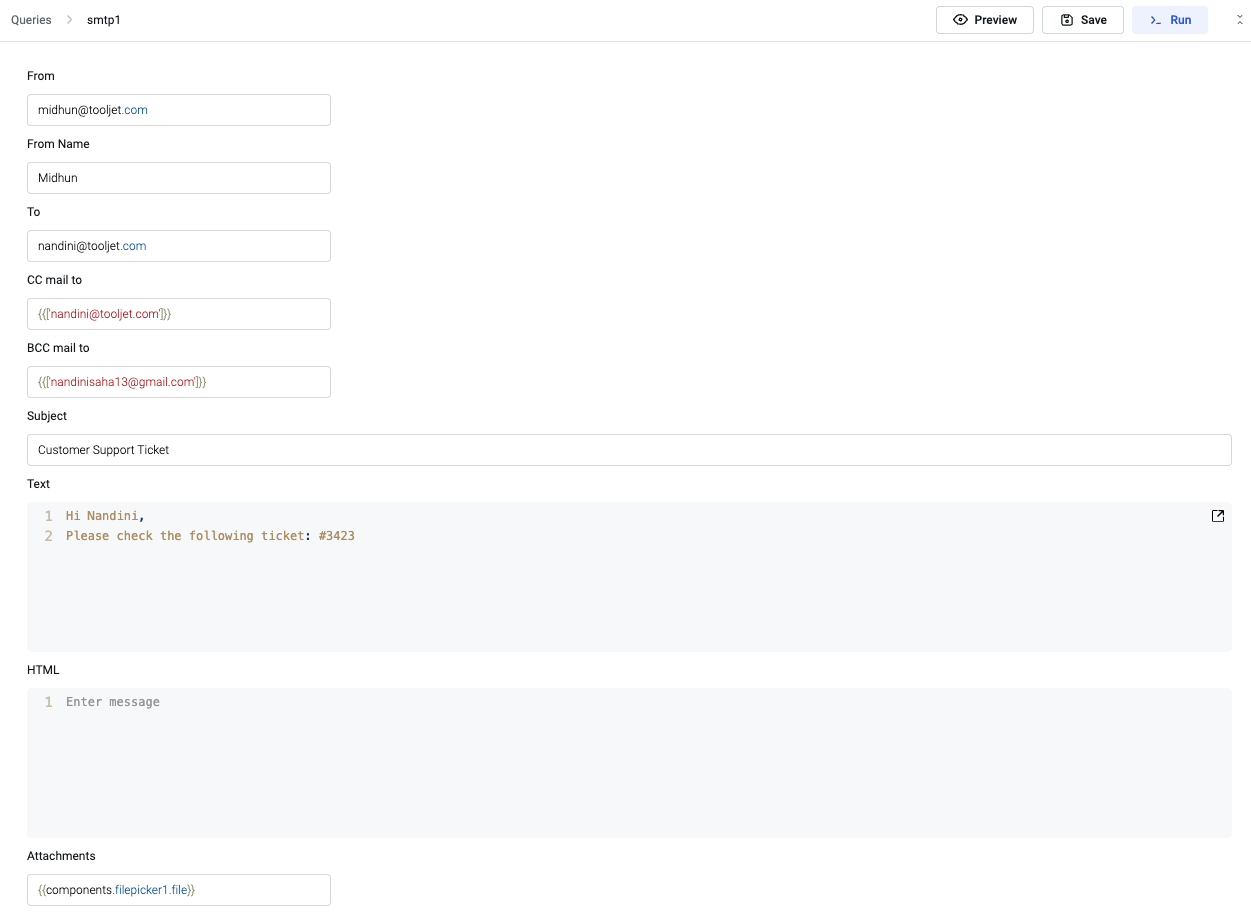 Queries > smtp1
Preview
Save
Run
From
midhun@tooljet.com
From Name
Midhun
To
nandini@tooljet.com
CC mail to
{{['nandini@tooljet.com']}}
BCC mail to
{{['nandinisaha13@gmail.com']}}
Subject
Customer Support Ticket
Text
1 Hi Nandini,
2 Please check the following ticket: #3423
HTML
1 Enter message
Attachments
{{components.filepicker1.file}}